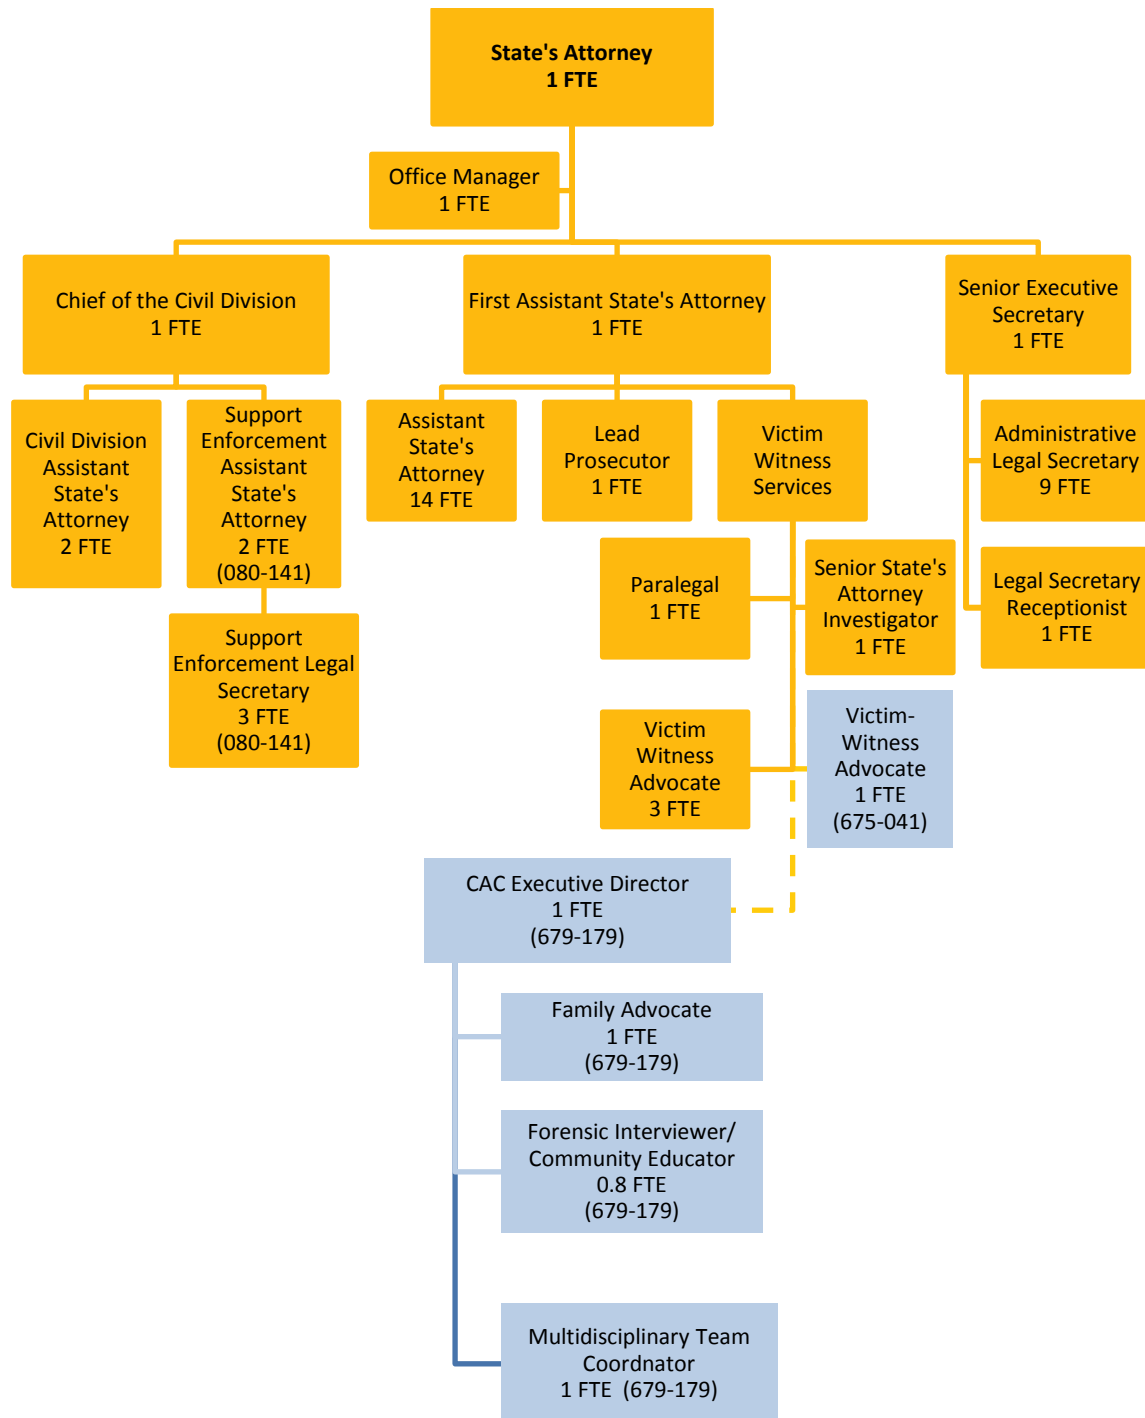 State's Attorney
1 FTE
Office Manager
1 FTE
Chief of the Civil Division
1 FTE
First Assistant State's Attorney
1 FTE
Senior Executive
Secretary
1 FTE
Civil Division
Assistant
State's
Attorney
2 FTE
Support
Enforcement
Assistant
State's
Attorney
2 FTE
(080-141)
Assistant
State's
Attorney
14 FTE
Lead
Prosecutor
1 FTE
Victim
Witness
Services
Administrative
Legal Secretary
9 FTE
Support
Enforcement Legal
Secretary
3 FTE
(080-141)
Paralegal
1 FTE
Senior State's
Attorney
Investigator
1 FTE
Legal Secretary
Receptionist
1 FTE
Victim
Witness
Advocate
3 FTE
Victim-
Witness
Advocate
1 FTE
(675-041)
CAC Executive Director
1 FTE
(679-179)
Family Advocate
1 FTE
(679-179)
Forensic Interviewer/
Community Educator
0.8 FTE
(679-179)
Multidisciplinary Team
Coordnator
1 FTE  (679-179)